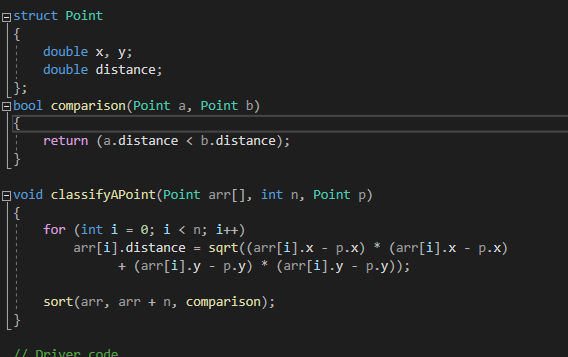 struct Point
{
double x, y;
double distance;
};
bool comparison(Point a, Point b)
{
return (a.distance < b.distance);
}
void classifyAPoint(Point arr[], int n, Point p)
{
for (int i = 0; i < n; i++)
arr[i].distance = sqrt((arr[i].x - p.x) * (arr[i].x - p.x)
+ (arr[i].y - p.y) * (arr[i].y - p.y));
sort(arr, arr + n, comparison);
}
// Driver code